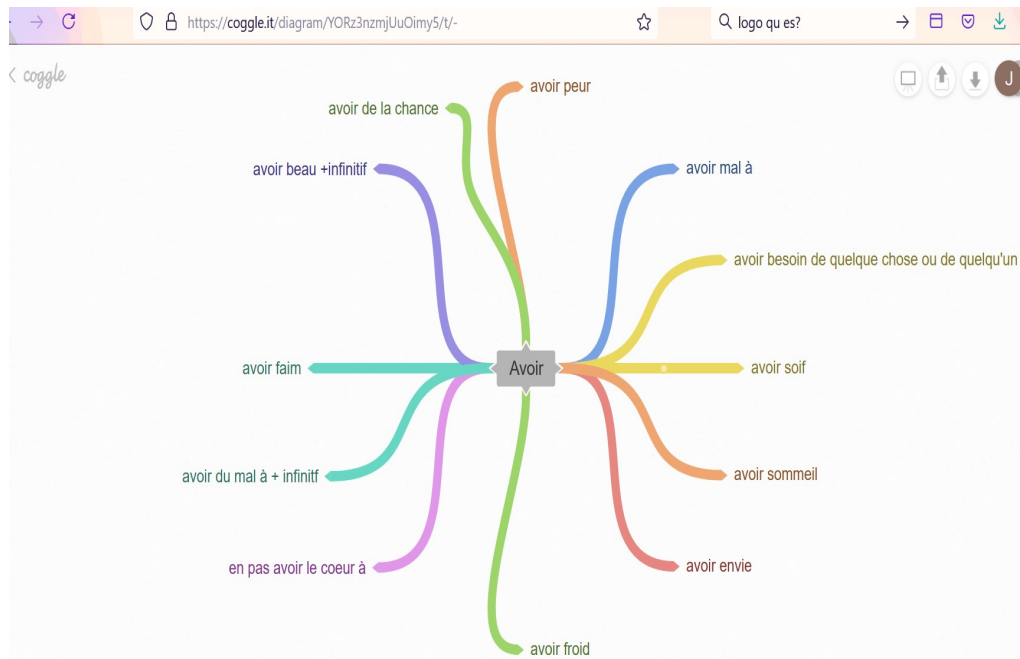 https://coggle.it/diagram/YORz3nzmjUuOimy5/t/-
logo qu es?
coggle
J
avoir peur
avoir de la chance
avoir beau +infinitif
avoir mal à
avoir besoin de quelque chose ou de quelqu'un
avoir faim
Avoir
avoir soif
avoir du mal à + infinitf
avoir sommeil
en pas avoir le coeur à
avoir envie
avoir froid